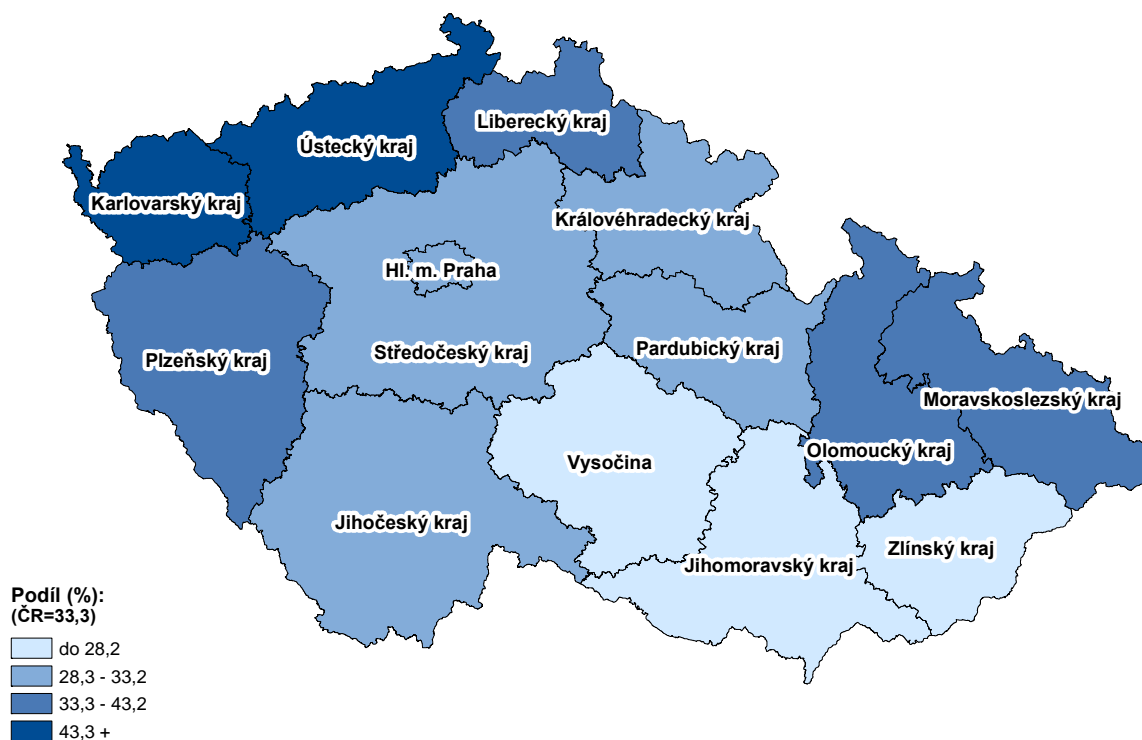 Liberecký kraj
Ústecký kraj
Karlovarský kraj
Královéhradecký kraj
Hl. m. Praha
Středočeský kraj
Pardubický kraj
Plzeňský kraj
Moravskoslezský kraj
Olomoucký kraj
Vysočina
Jihočeský kraj
Zlínský kraj
Jihomoravský kraj
Podíl (%):
(ČR=33,3)
do 28,2
28,3 - 33,2
33,3 - 43,2
43,3 +